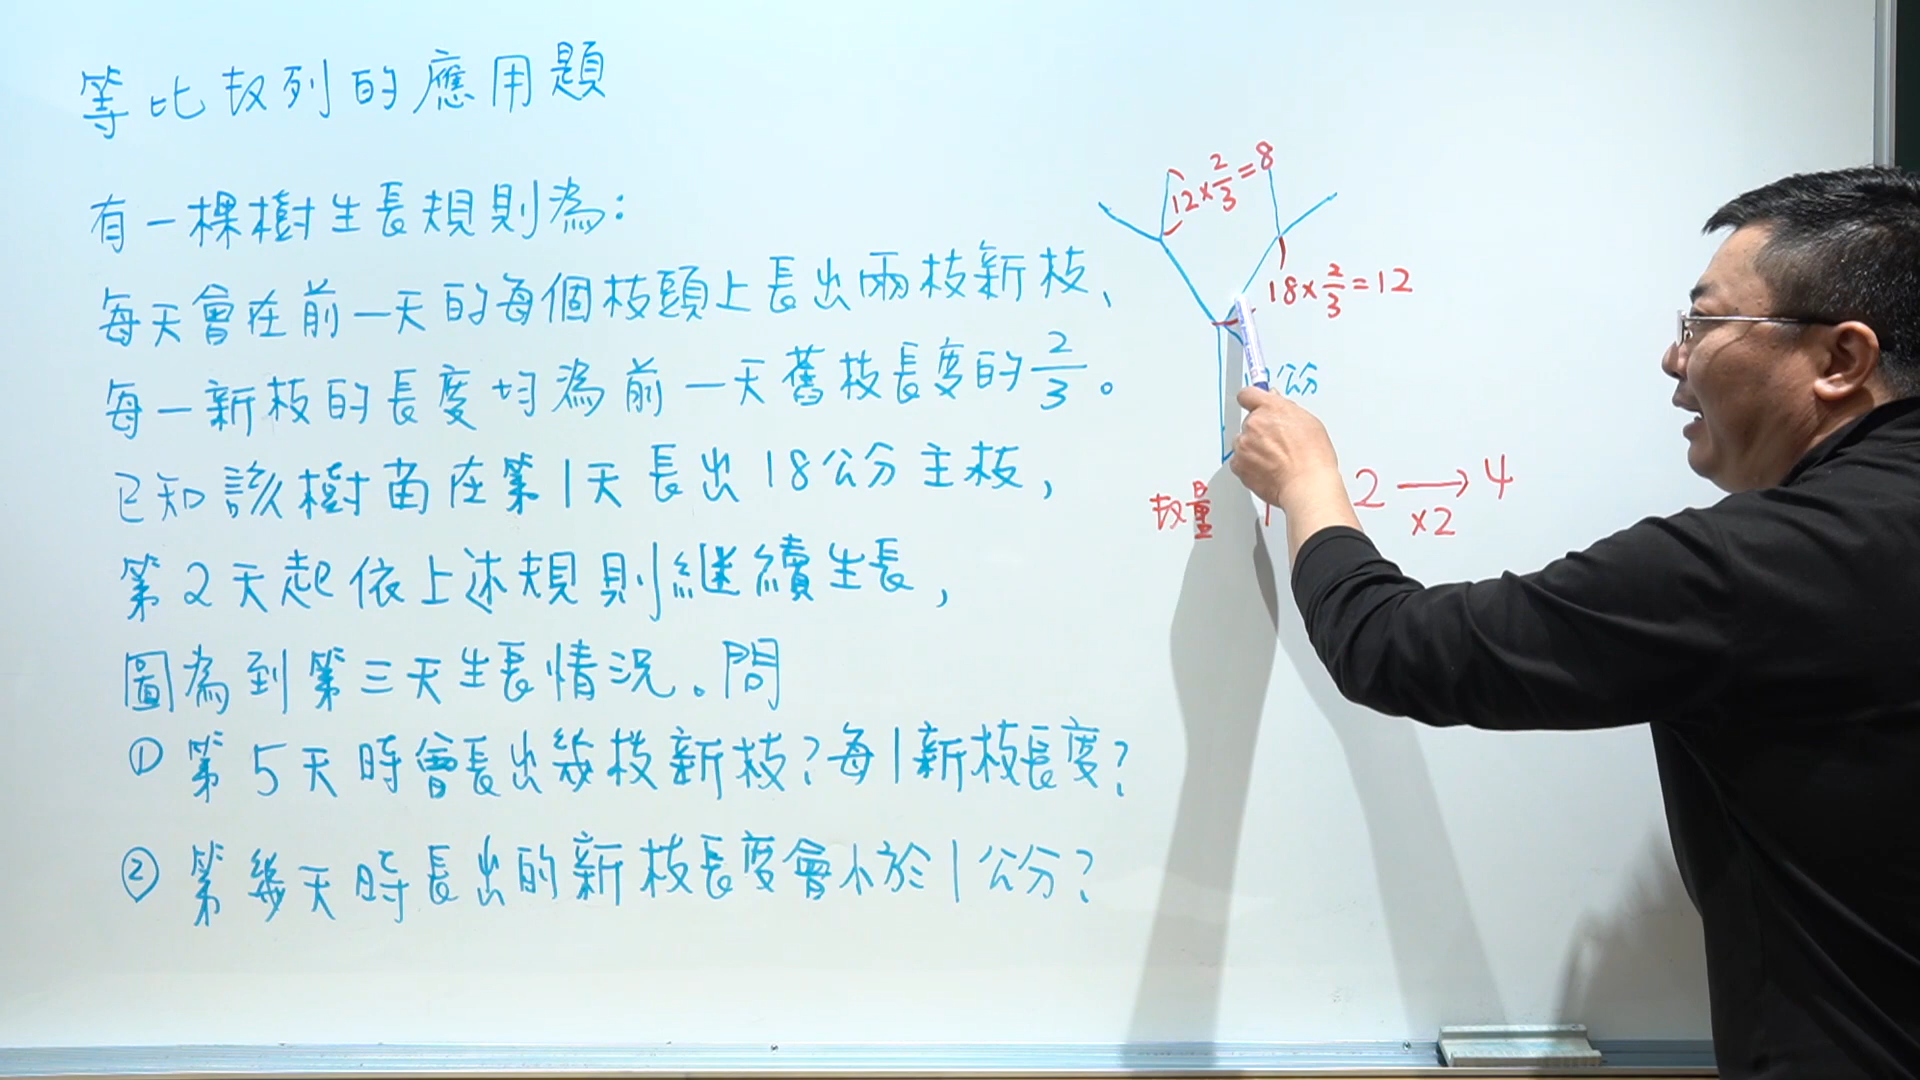 等比数列的應用題
有一棵樹生長規則為:
每天會在前一天的每個枝頭上長出兩枝新枝、
每一新枝的長度均為前一天舊枝長度的2/3。
已知該樹苗在第1天長出18公分主枝,
第2天起依上述規則繼續生長,
圖為到第三天生長情況。問
① 第5天時會長出幾枝新枝?每1新枝長度?
② 第幾天時長出的新枝長度會小於1公分?
12×2/3=8
18×2/3=12
公分
数量 1 2 → 4
×2